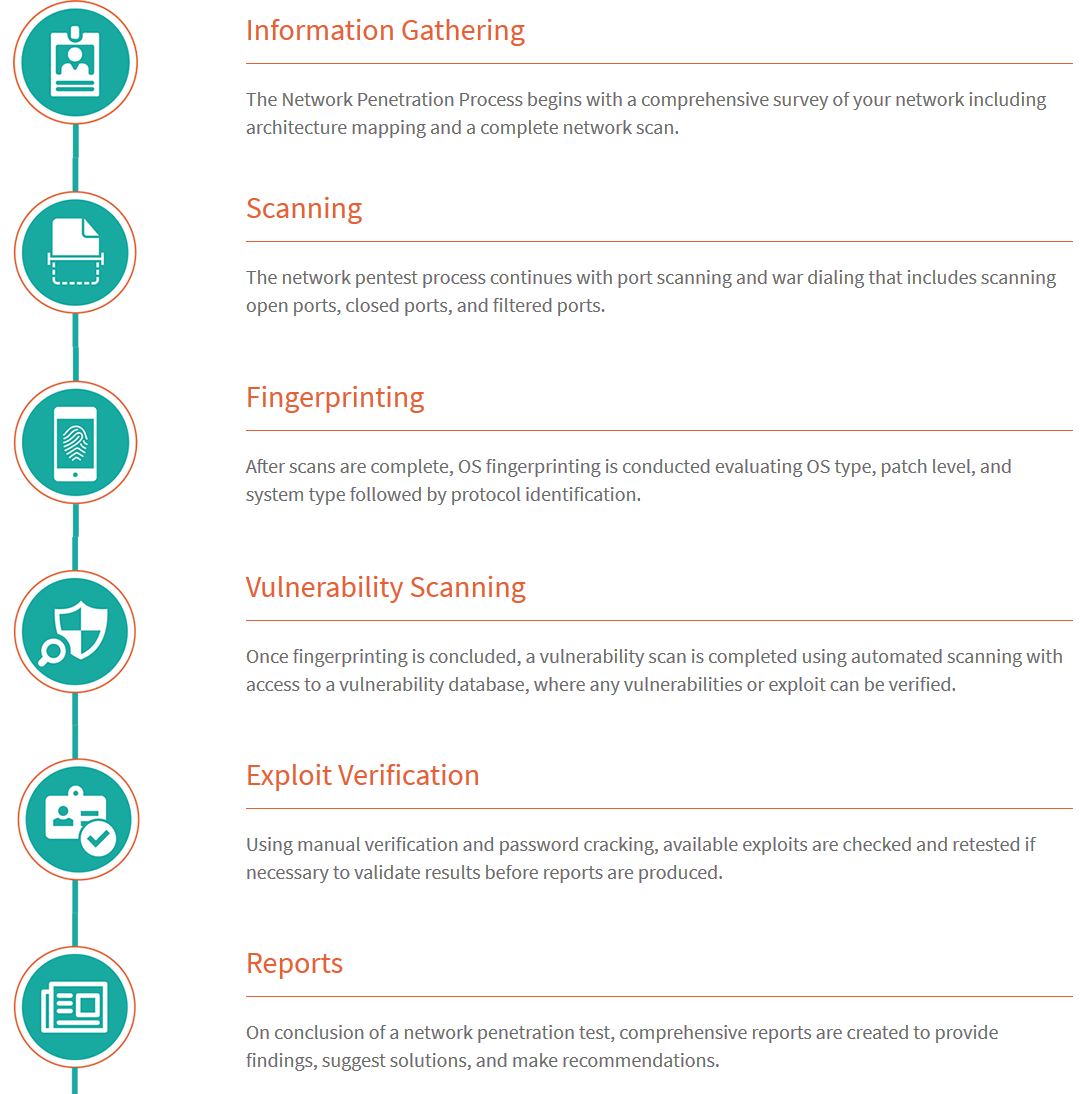 Information Gathering
The Network Penetration Process begins with a comprehensive survey of your network including
architecture mapping and a complete network scan.
Scanning
The network pentest process continues with port scanning and war dialing that includes scanning
open ports, closed ports, and filtered ports.
Fingerprinting
After scans are complete, OS fingerprinting is conducted evaluating OS type, patch level, and
system type followed by protocol identification.
Vulnerability Scanning
Once fingerprinting is concluded, a vulnerability scan is completed using automated scanning with
access to a vulnerability database, where any vulnerabilities or exploit can be verified.
Exploit Verification
Using manual verification and password cracking, available exploits are checked and retested if
necessary to validate results before reports are produced.
Reports
On conclusion of a network penetration test, comprehensive reports are created to provide
findings, suggest solutions, and make recommendations.